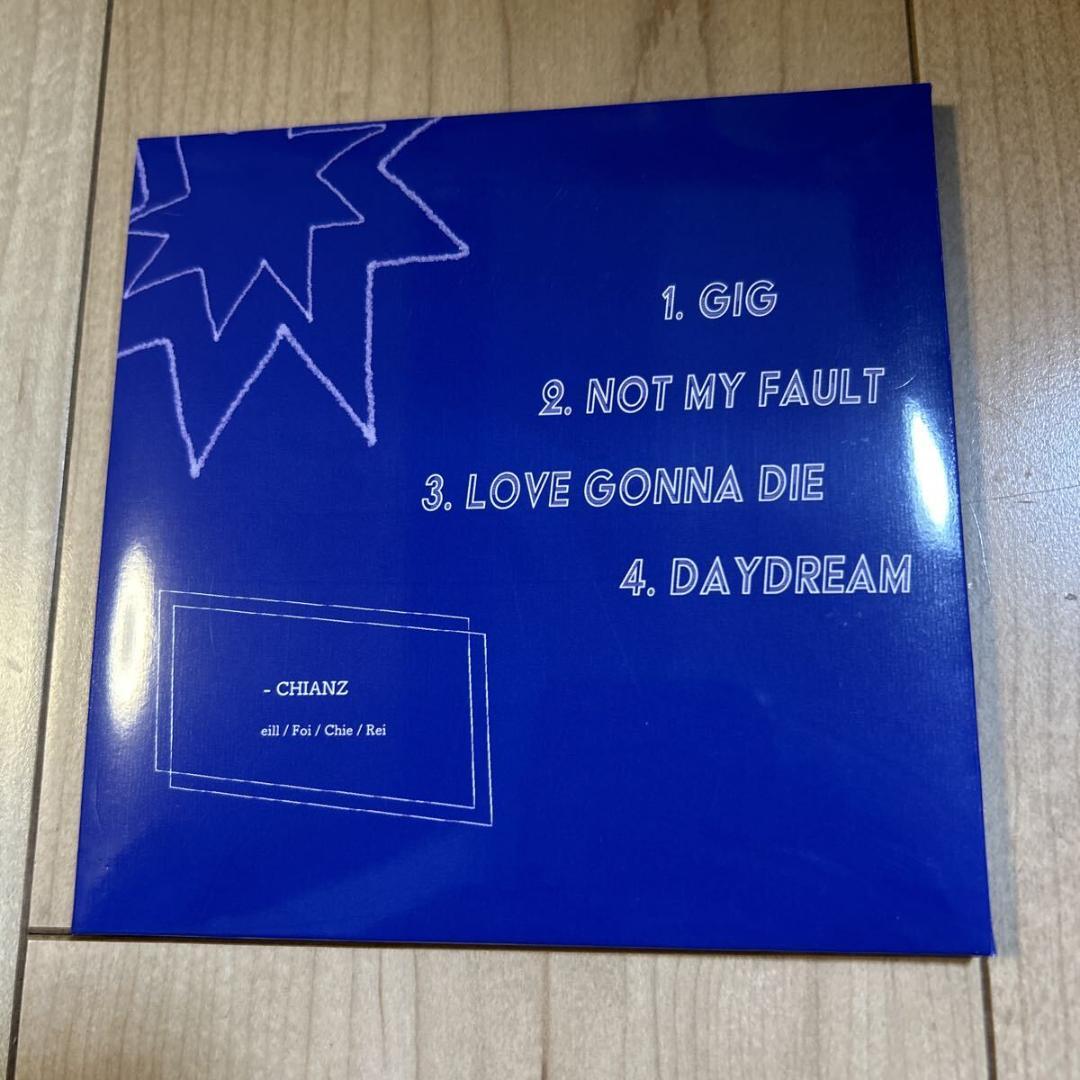 1. GIG
2. NOT MY FAULT
3. LOVE GONNA DIE
4. DAYDREAM
- CHIANZ
eill / Foi / Chie / Rei